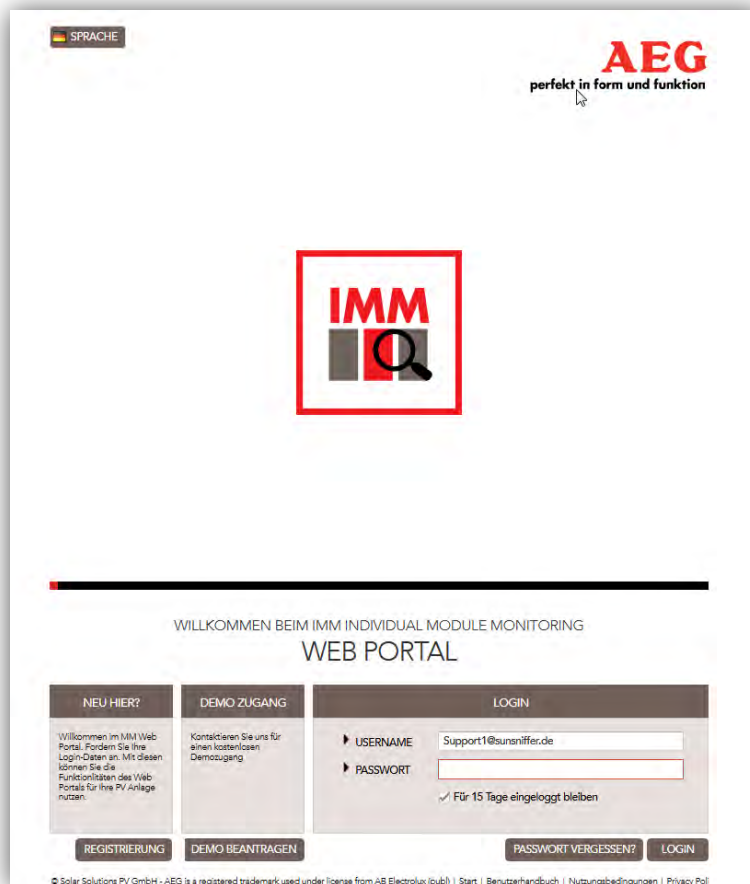 SPRACHE
AEG
perfekt in form und funktion
IMM
WILLKOMMEN BEIM IMM INDIVIDUAL MODULE MONITORING
WEB PORTAL
NEU HIER?
Willkommen im MM Web
Portal. Fordern Sie Ihre
Login-Daten an. Mit diesen
können Sie die
Funktionlitäten des Web
Portals für Ihre PV Anlage
nutzen.
REGISTRIERUNG
DEMO ZUGANG
Kontaktieren Sie uns für
einen kostenlosen
Demozugang
DEMO BEANTRAGEN
LOGIN
USERNAME Support1@sunsniffer.de
PASSWORT
Für 15 Tage eingeloggt bleiben
PASSWORT VERGESSEN? LOGIN
© Solar Solutions PV GmbH - AEG is a registered trademark used under license from AB Electrolux (publ) | Start | Benutzerhandbuch | Nutzungsbedingungen | Privacy Poli